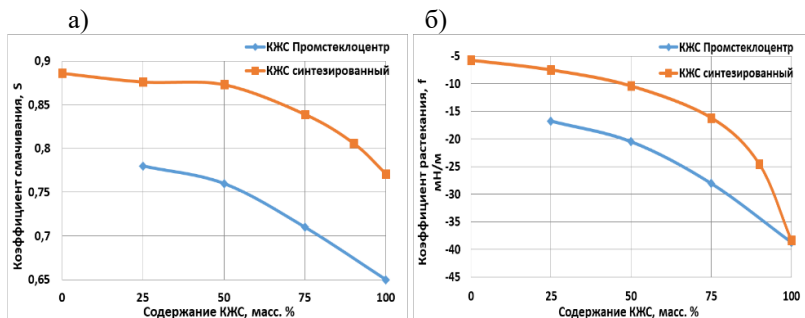 а)
КЖС Промстеклоцентр
КЖС синтезированный
Коэффициент смачивания, S
0,9
0,85
0,8
0,75
0,7
0,65
0
25
50
75
100
Содержание КЖС, масс. %
б)
КЖС Промстеклоцентр
КЖС синтезированный
Коэффициент растекания, f
мН/м
-5
-10
-15
-20
-25
-30
-35
-40
-45
0
25
50
75
100
Содержание КЖС, масс. %